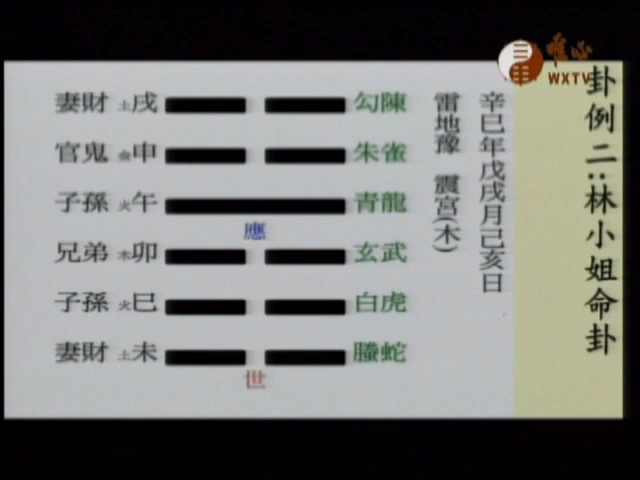 唯心
WXTV
卦例二:林小姐命卦
辛巳年戊戌月己亥日
雷地豫 震宮(木)
妻財 土戌 勾陳
官鬼 金申 朱雀
子孫 火午 青龍
應
兄弟 木卯 玄武
子孫 火巳 白虎
妻財 土未 螣蛇
世